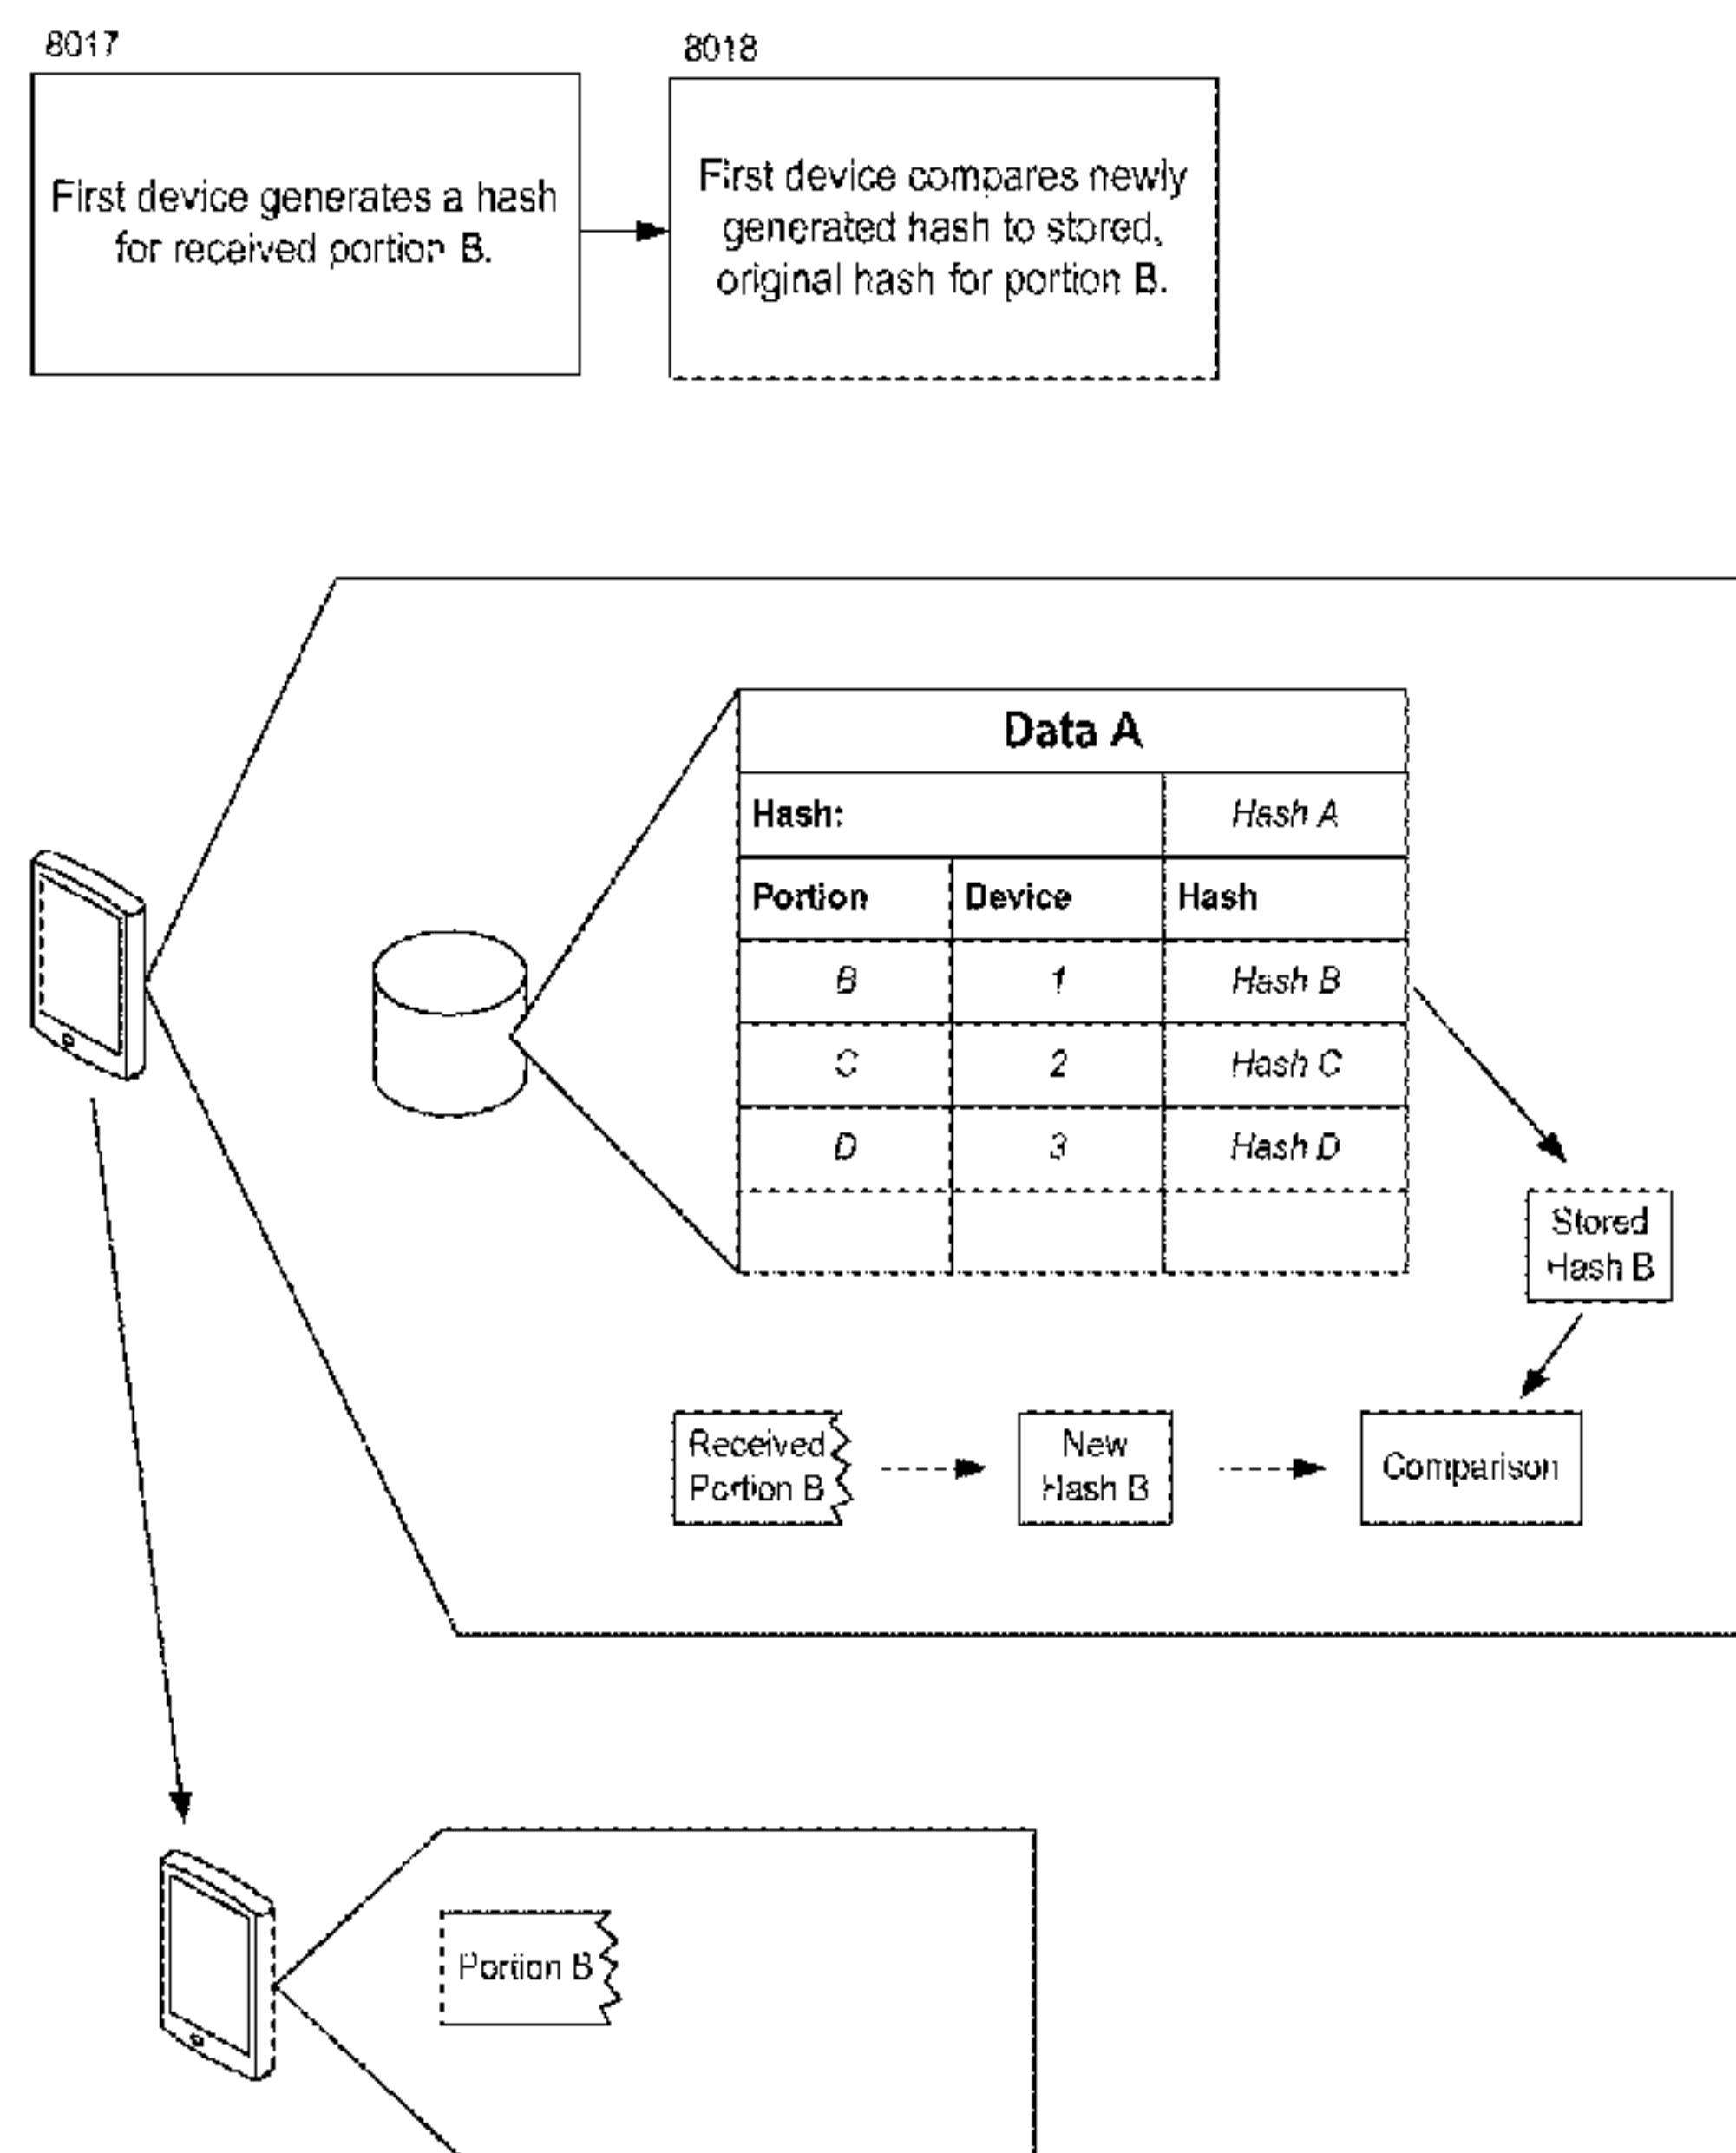 8017
First device generates a hash
for received portion B.
8018
First device compares newly
generated hash to stored,
original hash for portion B.
Data A
Hash: Hash A
Portion Device Hash
B 1 Hash B
C 2 Hash C
D 3 Hash D
Stored
Hash B
Received
Portion B
New
Hash B
Comparison
Portion B